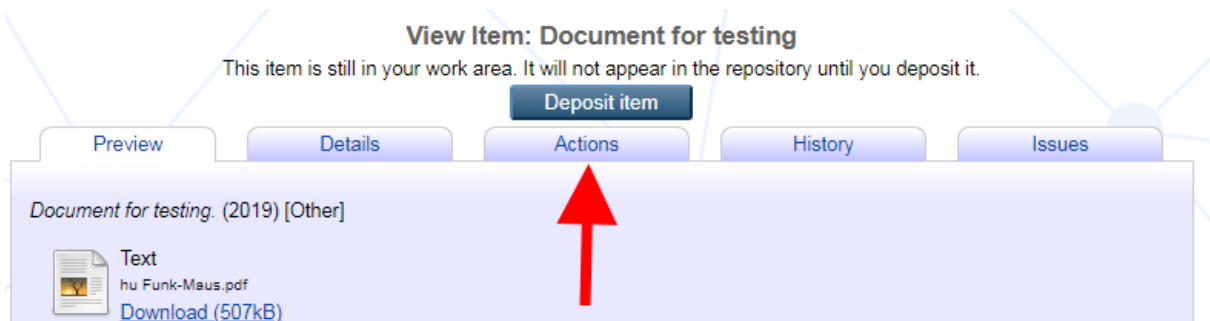 View Item: Document for testing
This item is still in your work area. It will not appear in the repository until you deposit it.
Deposit item
Preview Details Actions History Issues
Document for testing. (2019) [Other]
Text
hu Funk-Maus.pdf
Download (507kB)